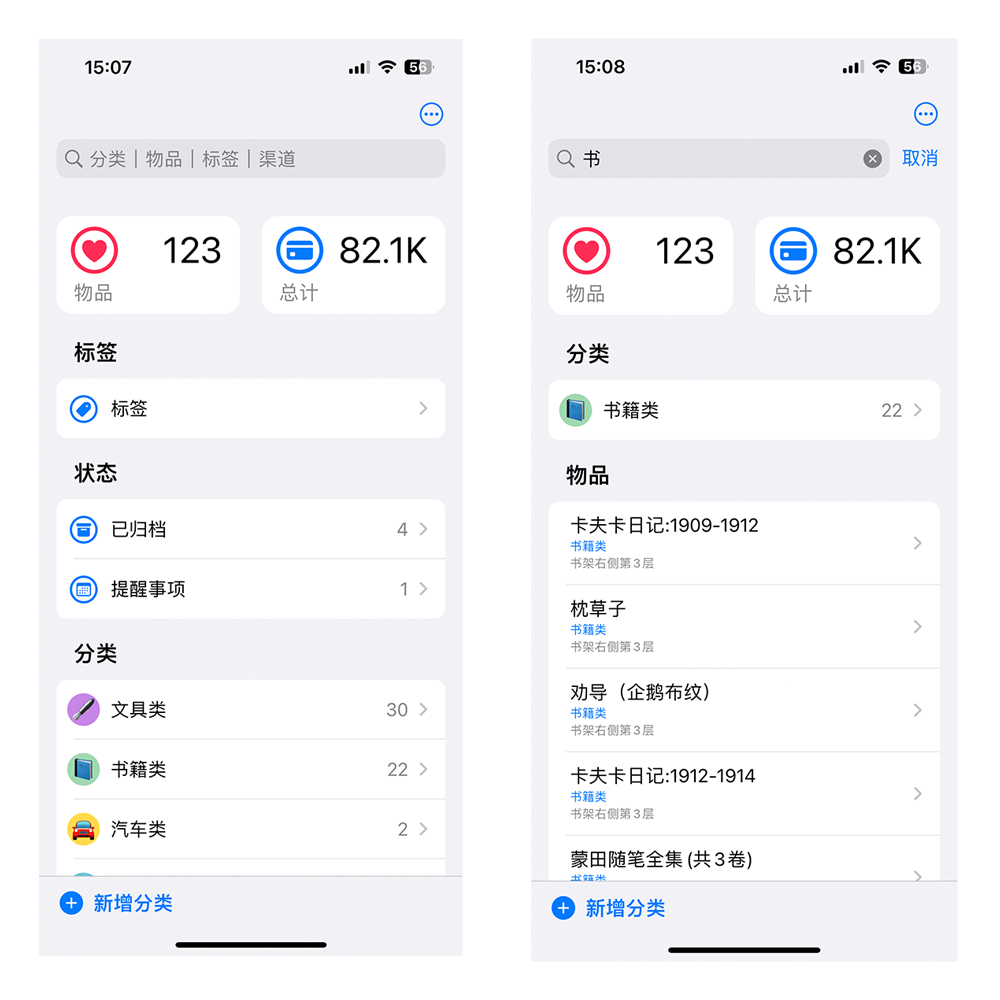 15:07
56
分类 | 物品 | 标签 | 渠道
123
物品
82.1K
总计
标签
标签
状态
已归档 4
提醒事项 1
分类
文具类 30
书籍类 22
汽车类 2
新增分类
15:08
56
书
取消
123
物品
82.1K
总计
分类
书籍类 22
物品
卡夫卡日记:1909-1912
书籍类
书架右侧第3层
枕草子
书籍类
书架右侧第3层
劝导（企鹅布纹）
书籍类
书架右侧第3层
卡夫卡日记:1912-1914
书籍类
书架右侧第3层
蒙田随笔全集(共3卷)
书籍类
新增分类